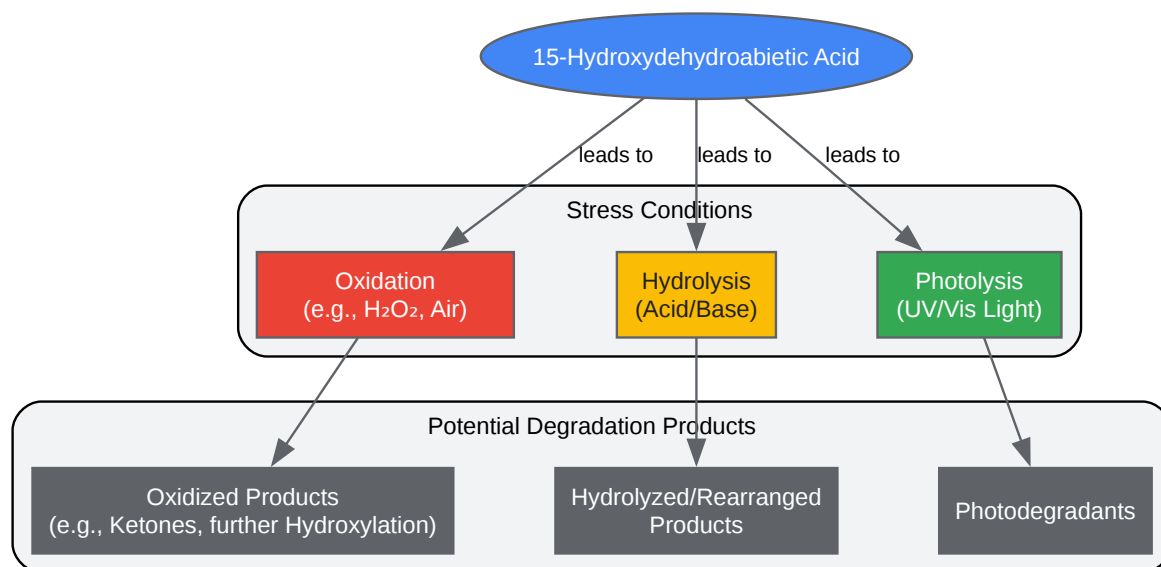 15-Hydroxydehydroabietic Acid
leads to
leads to
leads to
Stress Conditions
Oxidation
(e.g., H₂O₂, Air)
Hydrolysis
(Acid/Base)
Photolysis
(UV/Vis Light)
Potential Degradation Products
Oxidized Products
(e.g., Ketones, further Hydroxylation)
Hydrolyzed/Rearranged
Products
Photodegradants